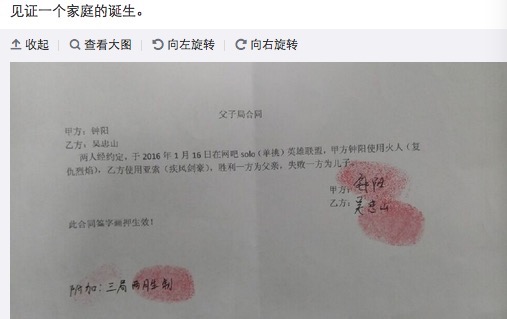 见证一个家庭的诞生。
收起 查看大图 向左旋转 向右旋转
父子局合同
甲方：钟阳
乙方：吴忠山
两人经约定，于 2016 年 1 月 16 日在网吧 solo（单挑）英雄联盟，甲方钟阳使用火人（复
仇烈焰），乙方使用亚索（疾风剑豪），胜利一方为父亲，失败一方为儿子。
甲方：钟阳
乙方：吴忠山
此合同签字画押生效！
附加：三局两胜制